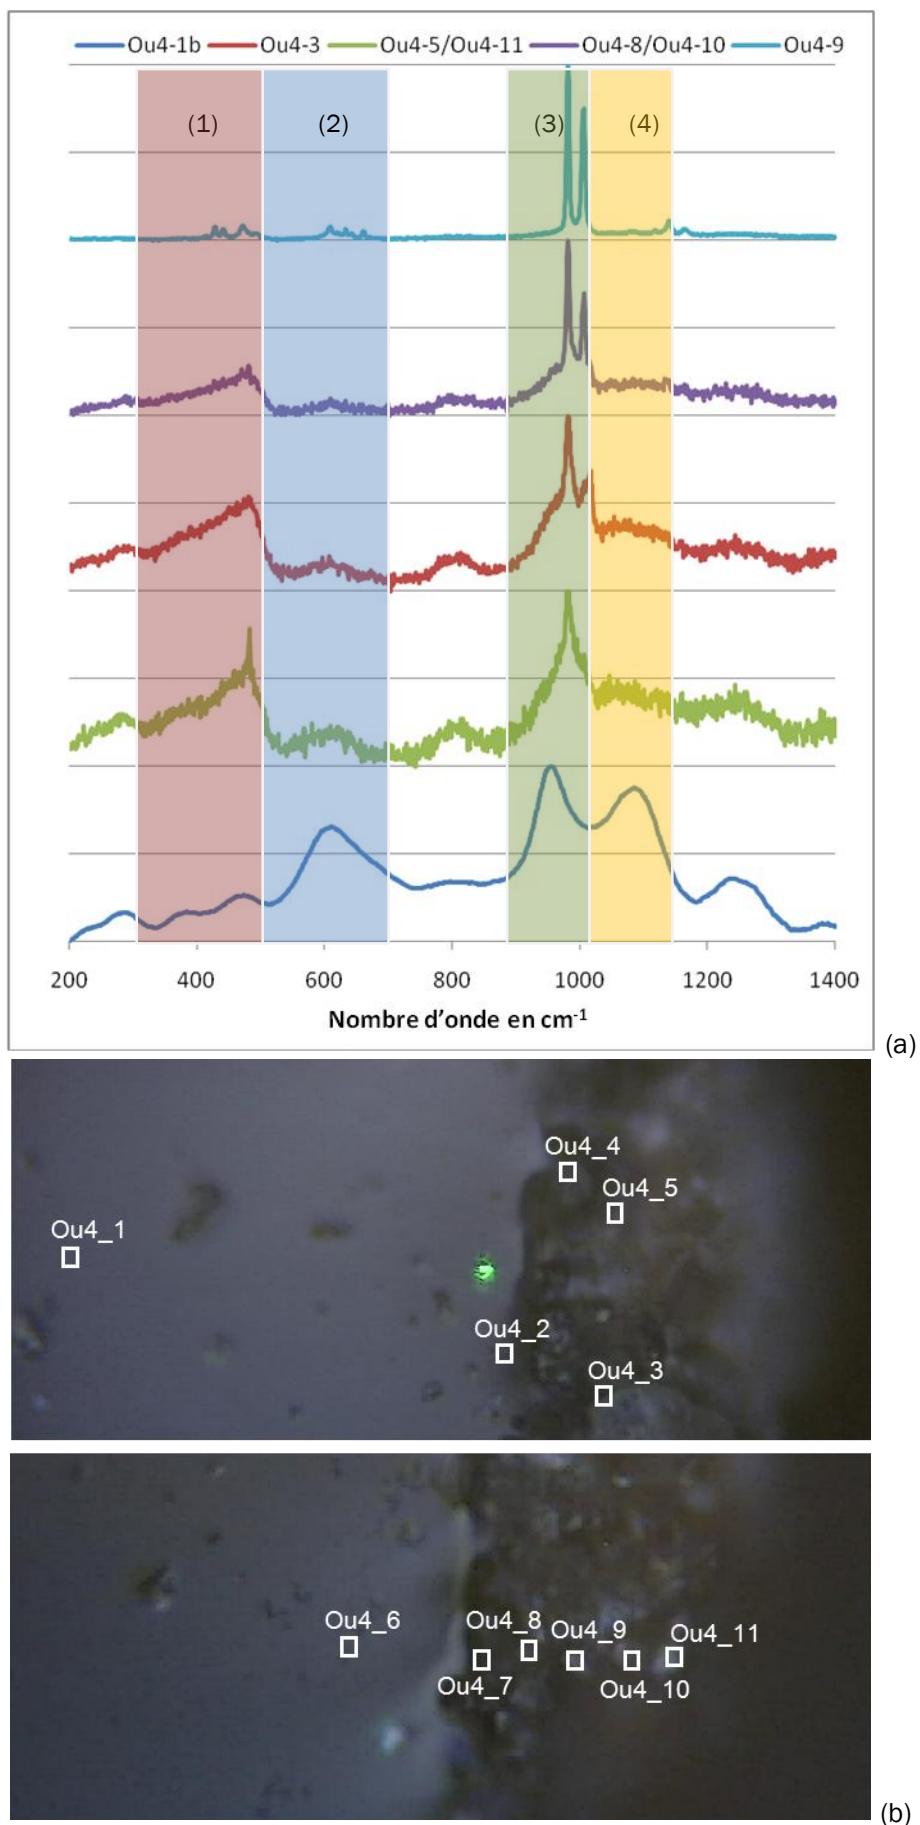 Ou4-1b Ou4-3 Ou4-5/Ou4-11 Ou4-8/Ou4-10 Ou4-9
(1) (2) (3) (4)
200 400 600 800 1000 1200 1400
Nombre d'onde en cm-1
(a)
Ou4_4
Ou4_5
Ou4_1
Ou4_2
Ou4_3
Ou4_6 Ou4_8 Ou4_9 Ou4_11
Ou4_7 Ou4_10
(b)